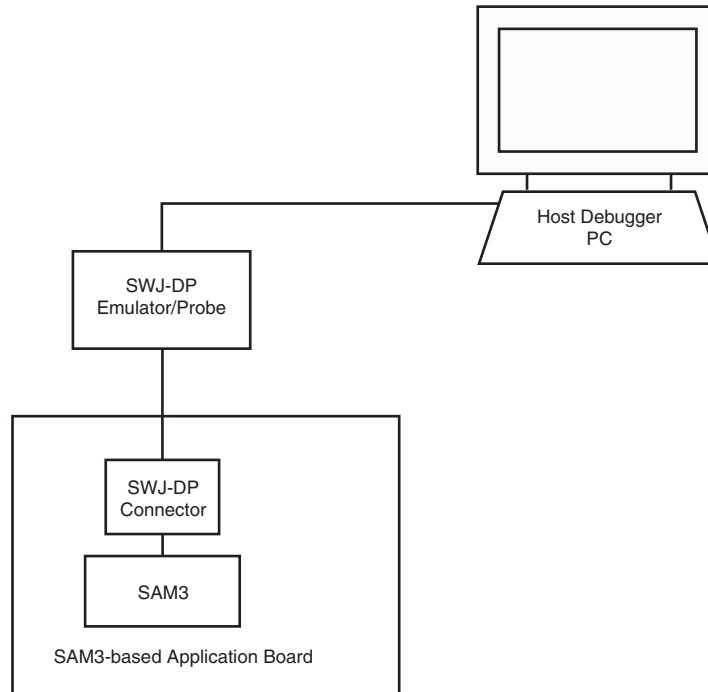 Host Debugger
PC
SWJ-DP
Emulator/Probe
SWJ-DP
Connector
SAM3
SAM3-based Application Board